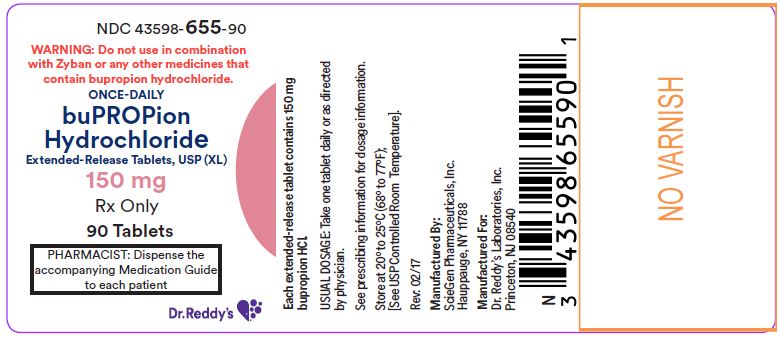 NDC 43598-655-90
WARNING: Do not use in combination
with Zyban or any other medicines that
contain bupropion hydrochloride.
ONCE-DAILY
buPROPion
Hydrochloride
Extended-Release Tablets, USP (XL)
150 mg
Rx Only
90 Tablets
PHARMACIST: Dispense the
accompanying Medication Guide
to each patient
Dr.Reddy's
Each extended-release tablet contains 150 mg
bupropion HCl.
USUAL DOSAGE: Take one tablet daily or as directed
by physician.
See prescribing information for dosage information.
Store at 20º to 25ºC (68º to 77ºF);
[See USP Controlled Room Temperature].
Rev. 02/17
Manufactured By:
ScieGen Pharmaceuticals, Inc.
Hauppauge, NY 11788
Manufactured For:
Dr. Reddy's Laboratories, Inc.
Princeton, NJ 08540
N
3 43598 65590 1
NO VARNISH